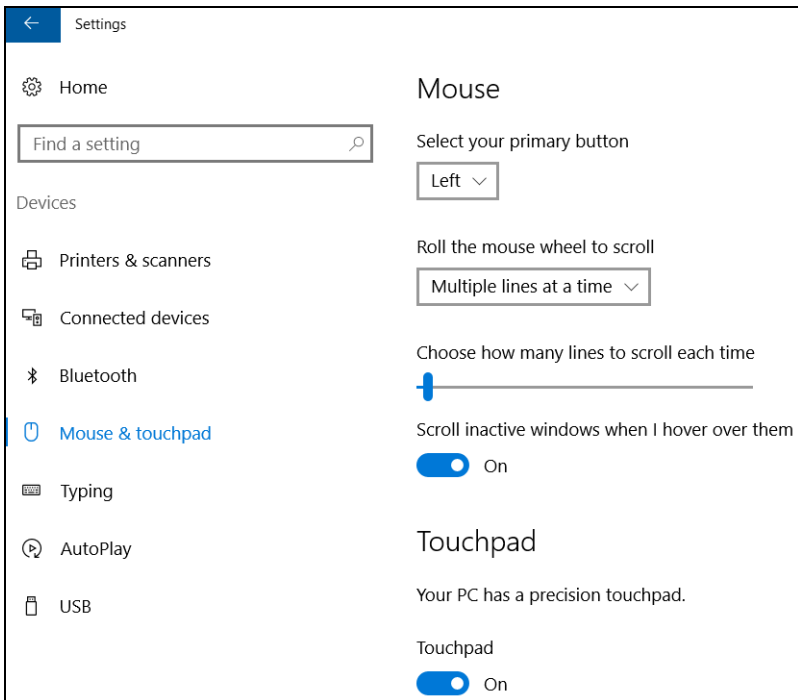 Settings
Home
Find a setting
Devices
Printers & scanners
Connected devices
Bluetooth
Mouse & touchpad
Typing
AutoPlay
USB
Mouse
Select your primary button
Left
Roll the mouse wheel to scroll
Multiple lines at a time
Choose how many lines to scroll each time
Scroll inactive windows when I hover over them
On
Touchpad
Your PC has a precision touchpad.
Touchpad
On